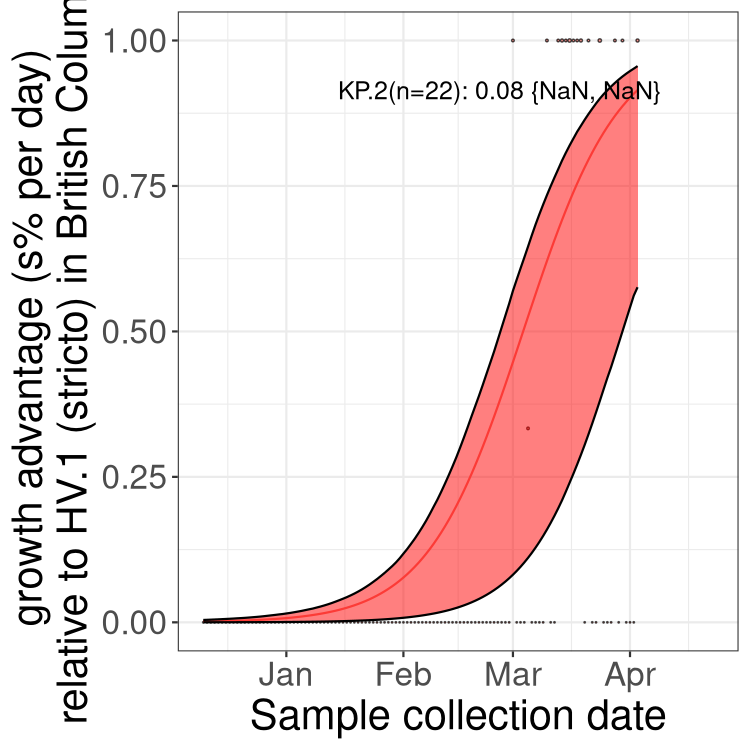 growth advantage (s% per day)
relative to HV.1 (stricto) in British Colum
1.00
0.75
0.50
0.25
0.00
KP.2(n=22): 0.08 {NaN, NaN}
Jan Feb Mar Apr
Sample collection date